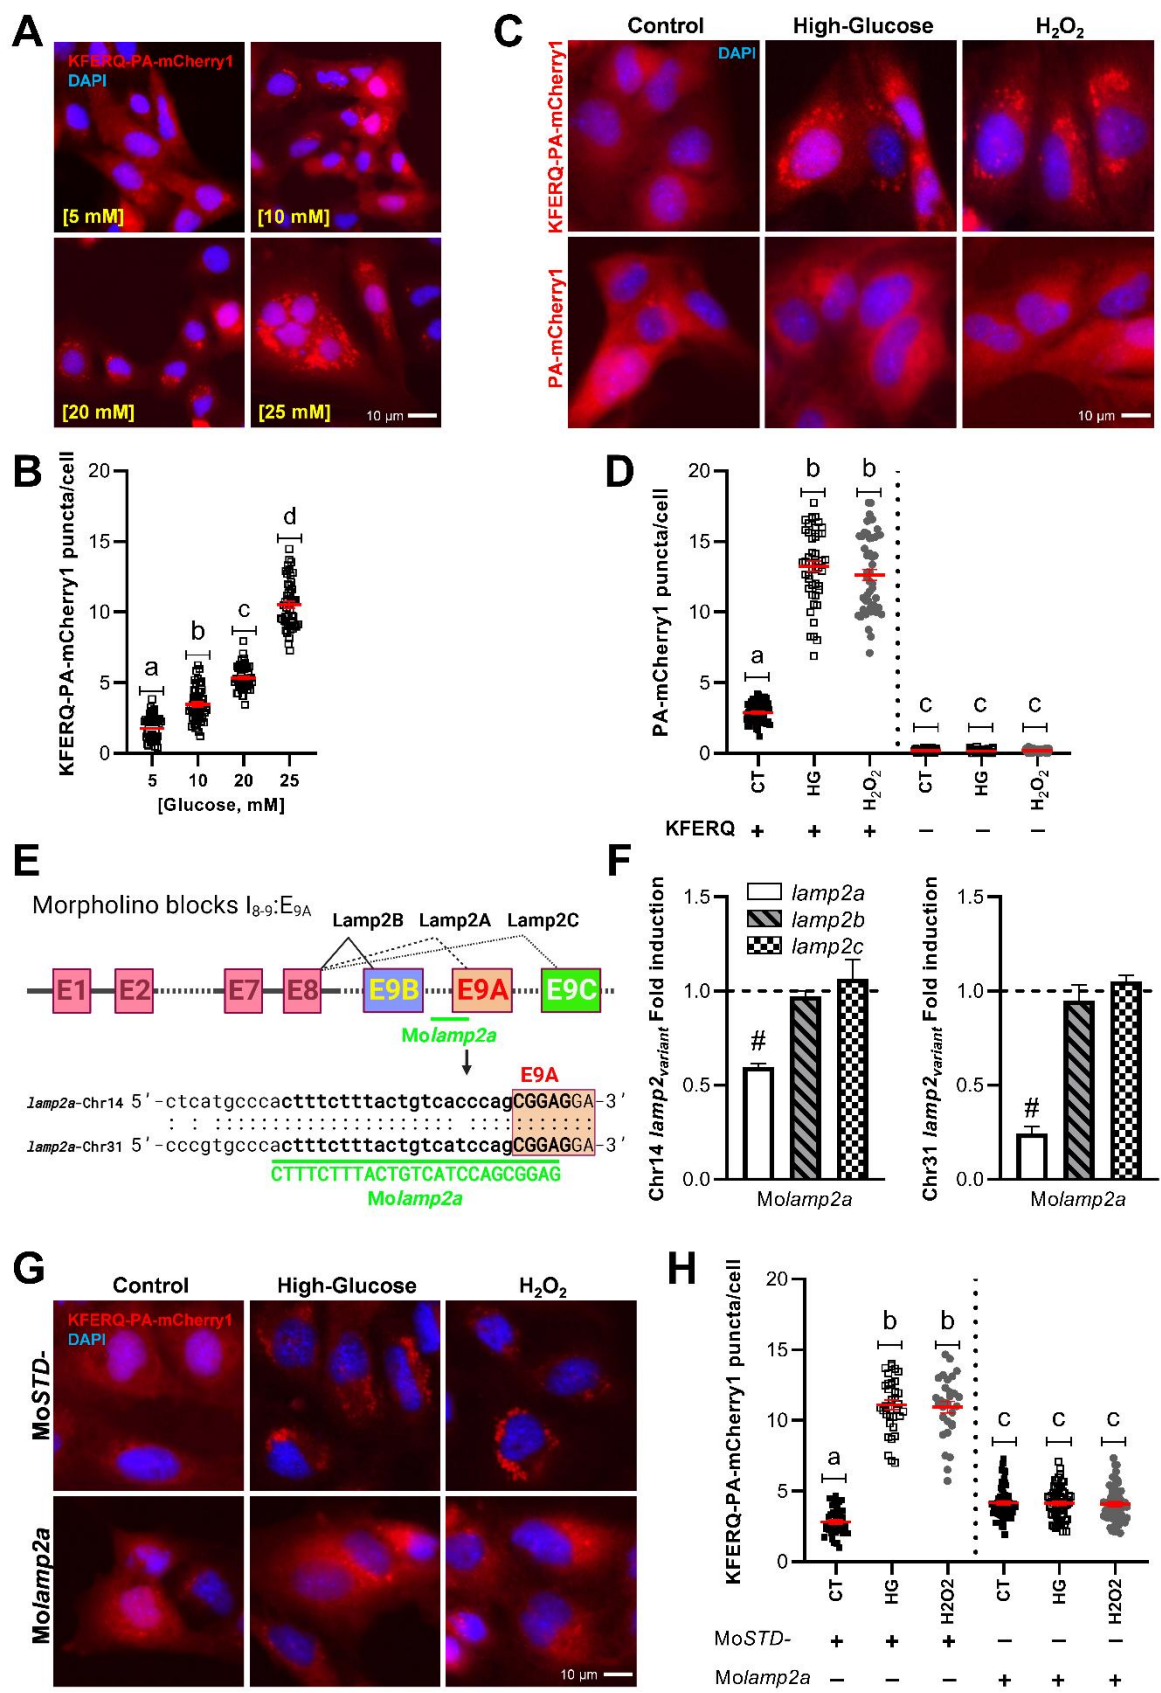 A
KFERQ-PA-mCherry1
DAPI
[5 mM]
[10 mM]
[20 mM]
[25 mM]
10 µm
C
Control
High-Glucose
H₂O₂
KFERQ-PA-mCherry1
DAPI
PA-mCherry1
10 µm
B
KFERQ-PA-mCherry1 puncta/cell
20
15
10
5
0
a
b
c
d
5
10
20
25
[Glucose, mM]
D
PA-mCherry1 puncta/cell
20
15
10
5
0
a
b
b
c
c
c
CT
HG
H₂O₂
CT
HG
H₂O₂
KFERQ + + + – – –
E
Morpholino blocks I₈₋₉:E₉A
Lamp2B Lamp2A Lamp2C
E1 E2 E7 E8 E9B E9A E9C
Molamp2a
E9A
lamp2a-Chr14 5'-ctcatgcccactttctttactgtcacccagCGGAGGA-3'
lamp2a-Chr31 5'-cccgtgcccactttctttactgtcatccagCGGAGGA-3'
CTTTCTTTACTGTCATCCAGCGGAG
Molamp2a
F
Chr14 lamp2variant Fold induction
1.5
1.0
0.5
0.0
lamp2a
lamp2b
lamp2c
#
Molamp2a
Chr31 lamp2variant Fold induction
1.5
1.0
0.5
0.0
#
Molamp2a
G
Control
High-Glucose
H₂O₂
MoSTD-
KFERQ-PA-mCherry1
DAPI
Molamp2a
10 µm
H
KFERQ-PA-mCherry1 puncta/cell
20
15
10
5
0
a
b
b
c
c
c
CT
HG
H2O2
CT
HG
H2O2
MoSTD- + + + – – –
Molamp2a – – – + + +